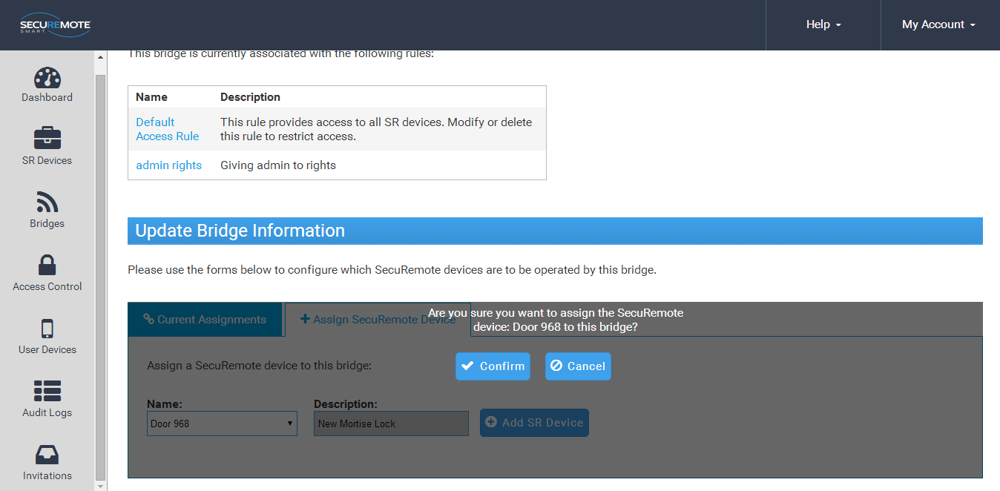 SECUREMOTE
SMART
Help
My Account
Dashboard
SR Devices
Bridges
Access Control
User Devices
Audit Logs
Invitations
This bridge is currently associated with the following rules:
Name Description
Default Access Rule
This rule provides access to all SR devices. Modify or delete
this rule to restrict access.
admin rights Giving admin to rights
Update Bridge Information
Please use the forms below to configure which SecuRemote devices are to be operated by this bridge.
Current Assignments
Assign SecuRemote Device
Are you sure you want to assign the SecuRemote
device: Door 968 to this bridge?
Assign a SecuRemote device to this bridge:
Confirm Cancel
Name: Description:
Door 968 New Mortise Lock Add SR Device